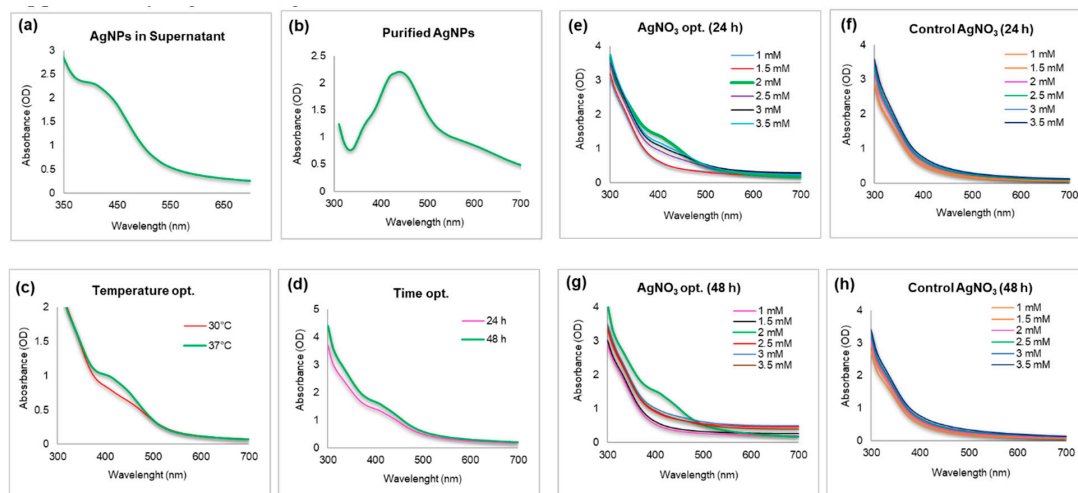 (a)
AgNPs in Supernatant
Absorbance (OD)
3
2.5
2
1.5
1
0.5
0
350 450 550 650
Wavelength (nm)
(b)
Purified AgNPs
Absorbance (OD)
2.5
2
1.5
1
0.5
0
300 400 500 600 700
Wavelength (nm)
(e)
AgNO₃ opt. (24 h)
Absorbance (OD)
4
3
2
1
0
1 mM
1.5 mM
2 mM
2.5 mM
3 mM
3.5 mM
300 400 500 600 700
Wavelength (nm)
(f)
Control AgNO₃ (24 h)
Absorbance (OD)
4
3
2
1
0
1 mM
1.5 mM
2 mM
2.5 mM
3 mM
3.5 mM
300 400 500 600 700
Wavelength (nm)
(c)
Temperature opt.
Abosrbance (OD)
2
1.5
1
0.5
0
30°C
37°C
300 400 500 600 700
Wavelenght (nm)
(d)
Time opt.
Absorbance (OD)
5
4
3
2
1
0
24 h
48 h
300 400 500 600 700
Wavelength (nm)
(g)
AgNO₃ opt. (48 h)
Absorbance (OD)
4
3.5
3
2.5
2
1.5
1
0.5
0
1 mM
1.5 mM
2 mM
2.5 mM
3 mM
3.5 mM
300 400 500 600 700
Wavelength (nm)
(h)
Control AgNO₃ (48 h)
Absorbance (OD)
4
3
2
1
0
1 mM
1.5 mM
2 mM
2.5 mM
3 mM
3.5 mM
300 400 500 600 700
Wavelength (nm)